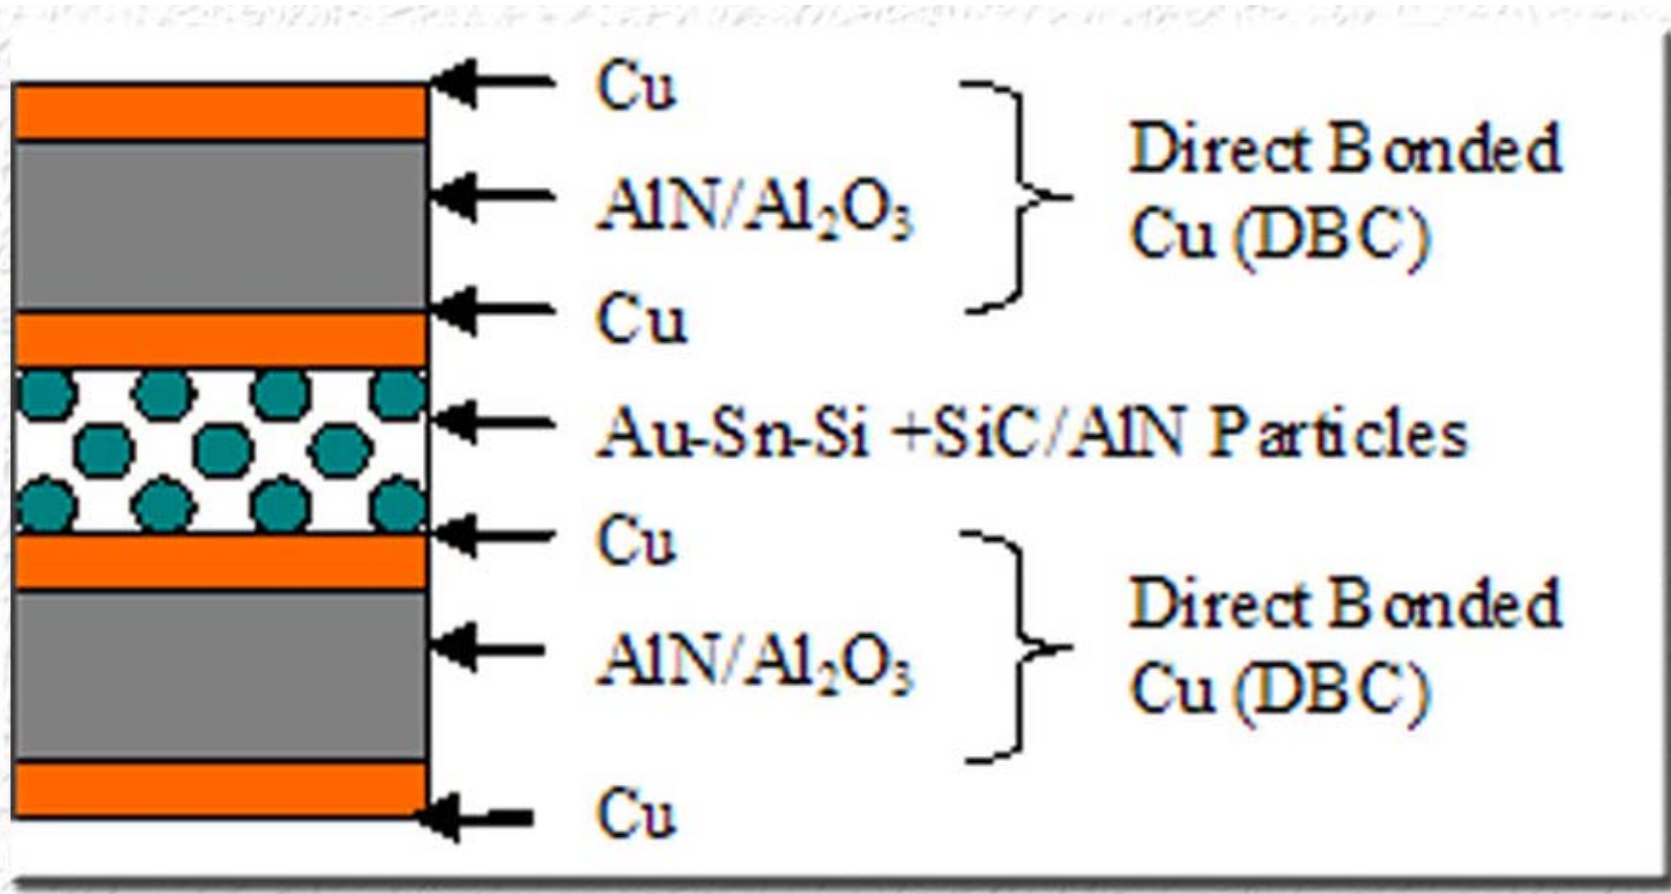 Cu
AlN/Al₂O₃
Cu
Direct Bonded
Cu (DBC)
Au-Sn-Si +SiC/AlN Particles
Cu
AlN/Al₂O₃
Cu
Direct Bonded
Cu (DBC)